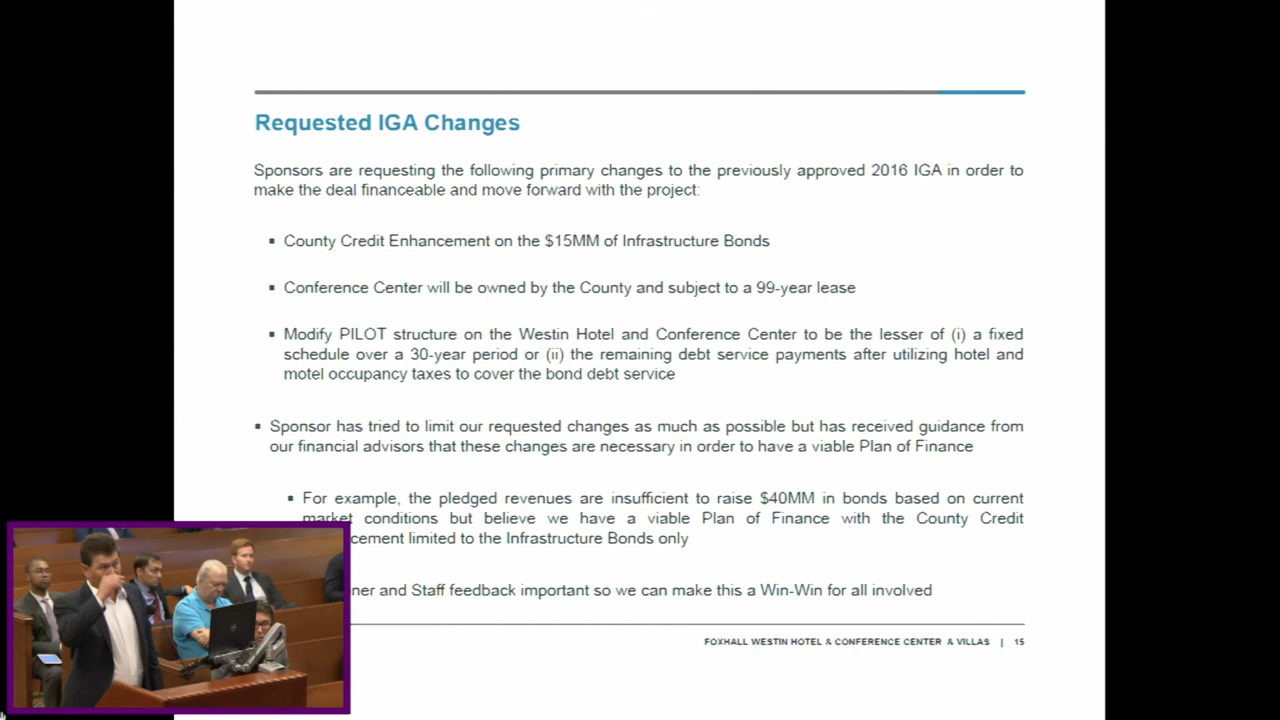 Requested IGA Changes
Sponsors are requesting the following primary changes to the previously approved 2016 IGA in order to
make the deal financeable and move forward with the project:
▪ County Credit Enhancement on the $15MM of Infrastructure Bonds
▪ Conference Center will be owned by the County and subject to a 99-year lease
▪ Modify PILOT structure on the Westin Hotel and Conference Center to be the lesser of (i) a fixed
schedule over a 30-year period or (ii) the remaining debt service payments after utilizing hotel and
motel occupancy taxes to cover the bond debt service
▪ Sponsor has tried to limit our requested changes as much as possible but has received guidance from
our financial advisors that these changes are necessary in order to have a viable Plan of Finance
▪ For example, the pledged revenues are insufficient to raise $40MM in bonds based on current
market conditions but believe we have a viable Plan of Finance with the County Credit
cement limited to the Infrastructure Bonds only
ner and Staff feedback important so we can make this a Win-Win for all involved
FOXHALL WESTIN HOTEL & CONFERENCE CENTER & VILLAS | 15